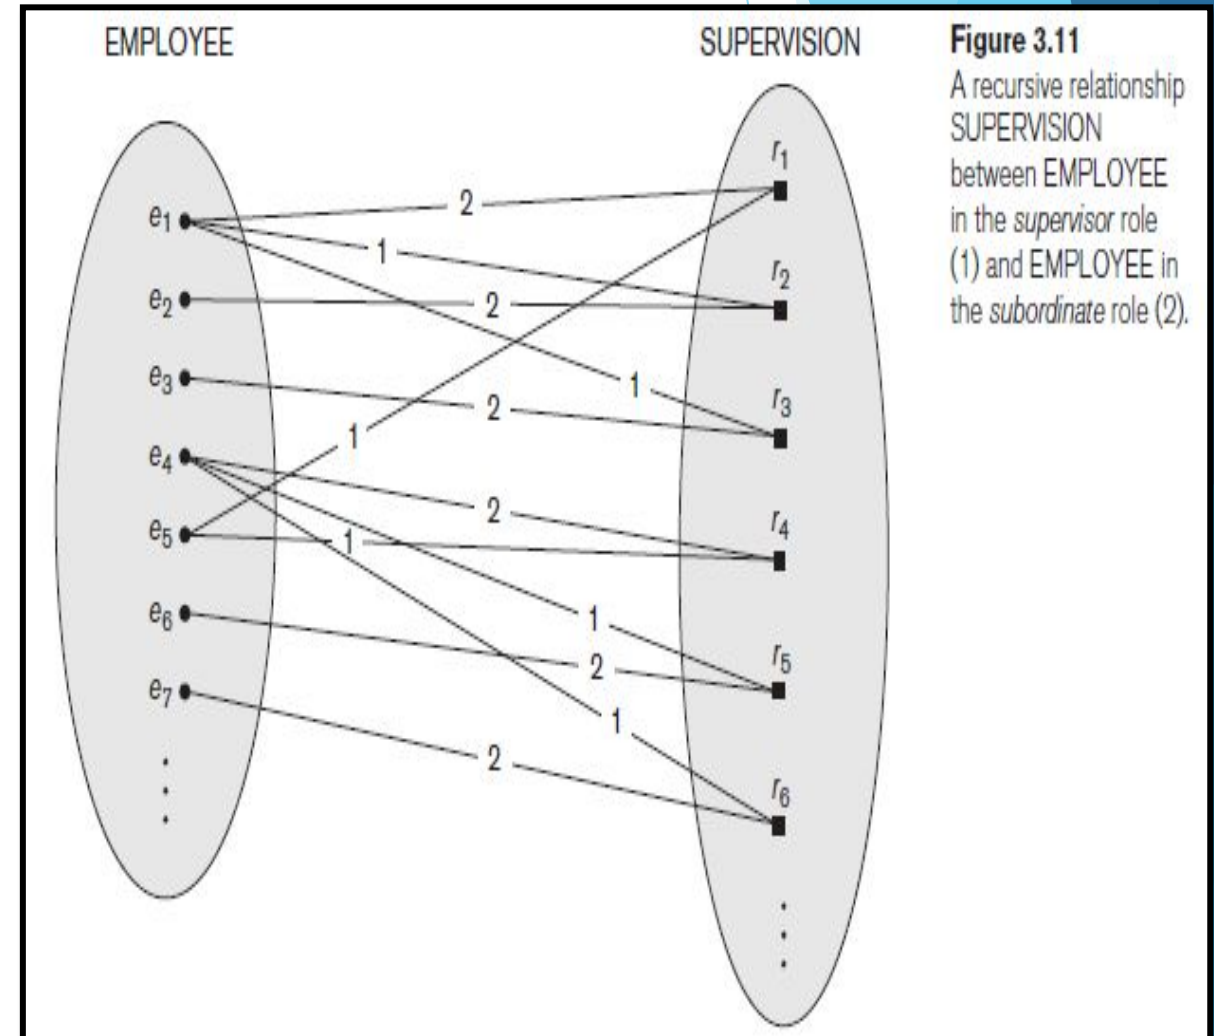 EMPLOYEE
SUPERVISION
Figure 3.11
A recursive relationship
SUPERVISION
between EMPLOYEE
in the supervisor role
(1) and EMPLOYEE in
the subordinate role (2).
e1
e2
e3
e4
e5
e6
e7
2
1
2
1
2
1
2
1
1
2
1
2
r1
r2
r3
r4
r5
r6